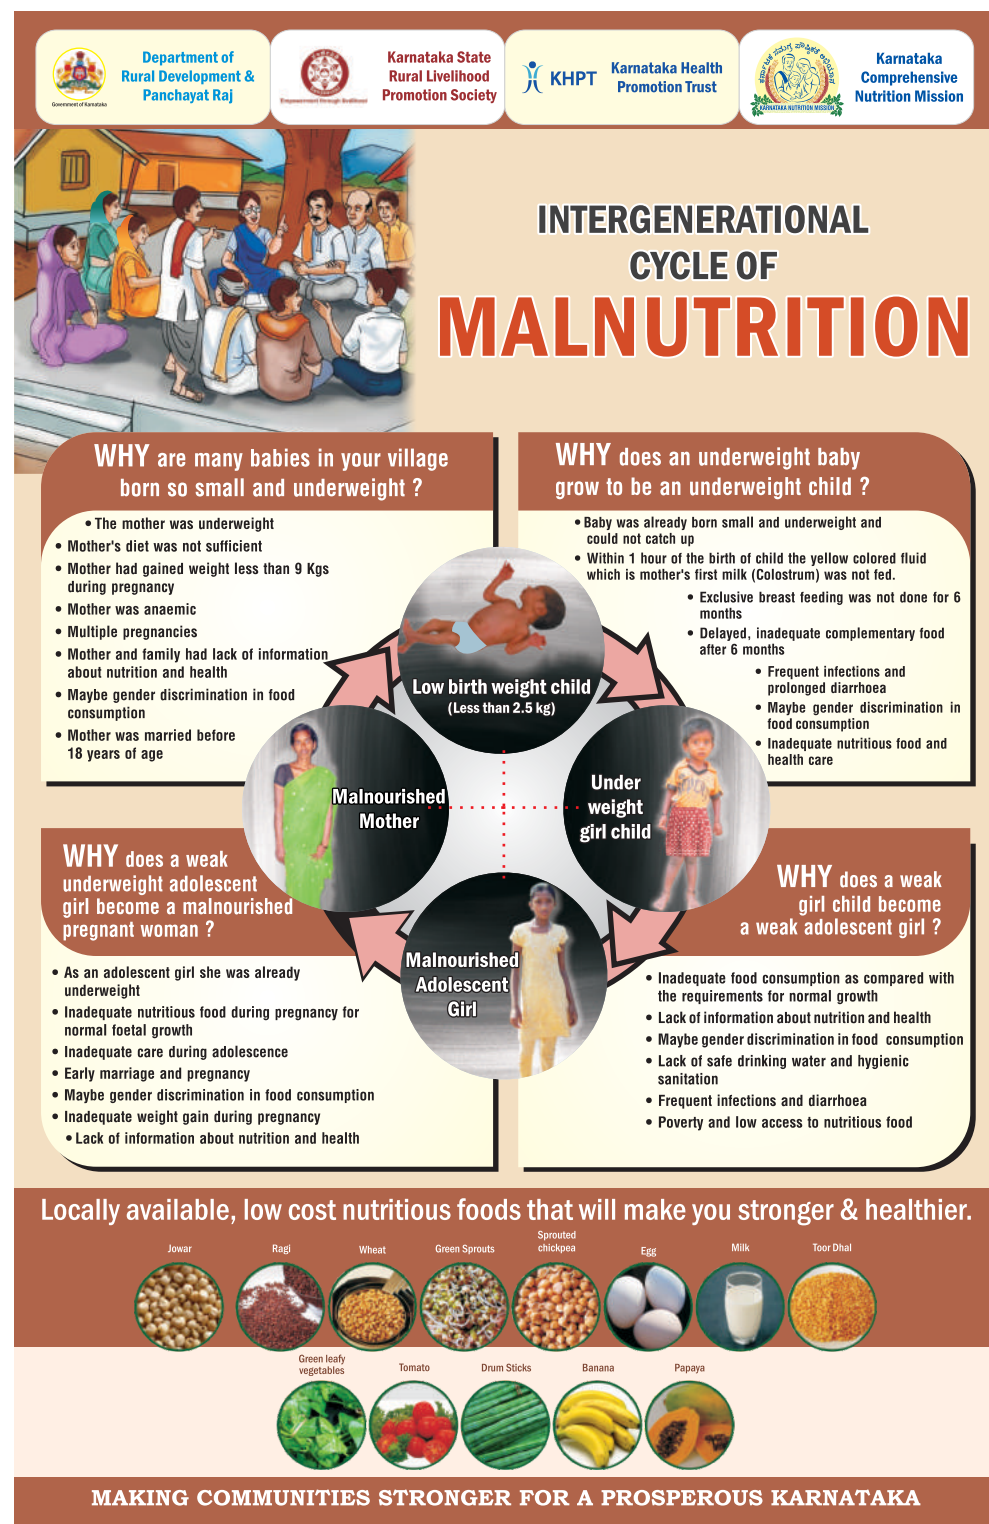 Government of Karnataka
Department of
Rural Development &
Panchayat Raj
Empowerment through livelihood
Karnataka State
Rural Livelihood
Promotion Society
KHPT
Karnataka Health
Promotion Trust
ಕರ್ನಾಟಕ ಸಮಗ್ರ ಪೌಷ್ಠಿಕತೆ ಅಭಿಯಾನ
KARNATAKA NUTRITION MISSION
Karnataka
Comprehensive
Nutrition Mission
INTERGENERATIONAL
CYCLE OF
MALNUTRITION
WHY are many babies in your village
born so small and underweight ?
• The mother was underweight
• Mother's diet was not sufficient
• Mother had gained weight less than 9 Kgs
during pregnancy
• Mother was anaemic
• Multiple pregnancies
• Mother and family had lack of information
about nutrition and health
• Maybe gender discrimination in food
consumption
• Mother was married before
18 years of age
WHY does an underweight baby
grow to be an underweight child ?
• Baby was already born small and underweight and
could not catch up
• Within 1 hour of the birth of child the yellow colored fluid
which is mother's first milk (Colostrum) was not fed.
• Exclusive breast feeding was not done for 6
months
• Delayed, inadequate complementary food
after 6 months
• Frequent infections and
prolonged diarrhoea
• Maybe gender discrimination in
food consumption
• Inadequate nutritious food and
health care
Low birth weight child
(Less than 2.5 kg)
Malnourished
Mother
Under
weight
girl child
Malnourished
Adolescent
Girl
WHY does a weak
underweight adolescent
girl become a malnourished
pregnant woman ?
• As an adolescent girl she was already
underweight
• Inadequate nutritious food during pregnancy for
normal foetal growth
• Inadequate care during adolescence
• Early marriage and pregnancy
• Maybe gender discrimination in food consumption
• Inadequate weight gain during pregnancy
• Lack of information about nutrition and health
WHY does a weak
girl child become
a weak adolescent girl ?
• Inadequate food consumption as compared with
the requirements for normal growth
• Lack of information about nutrition and health
• Maybe gender discrimination in food consumption
• Lack of safe drinking water and hygienic
sanitation
• Frequent infections and diarrhoea
• Poverty and low access to nutritious food
Locally available, low cost nutritious foods that will make you stronger & healthier.
Jowar
Ragi
Wheat
Green Sprouts
Sprouted
chickpea
Egg
Milk
Toor Dhal
Green leafy
vegetables
Tomato
Drum Sticks
Banana
Papaya
MAKING COMMUNITIES STRONGER FOR A PROSPEROUS KARNATAKA